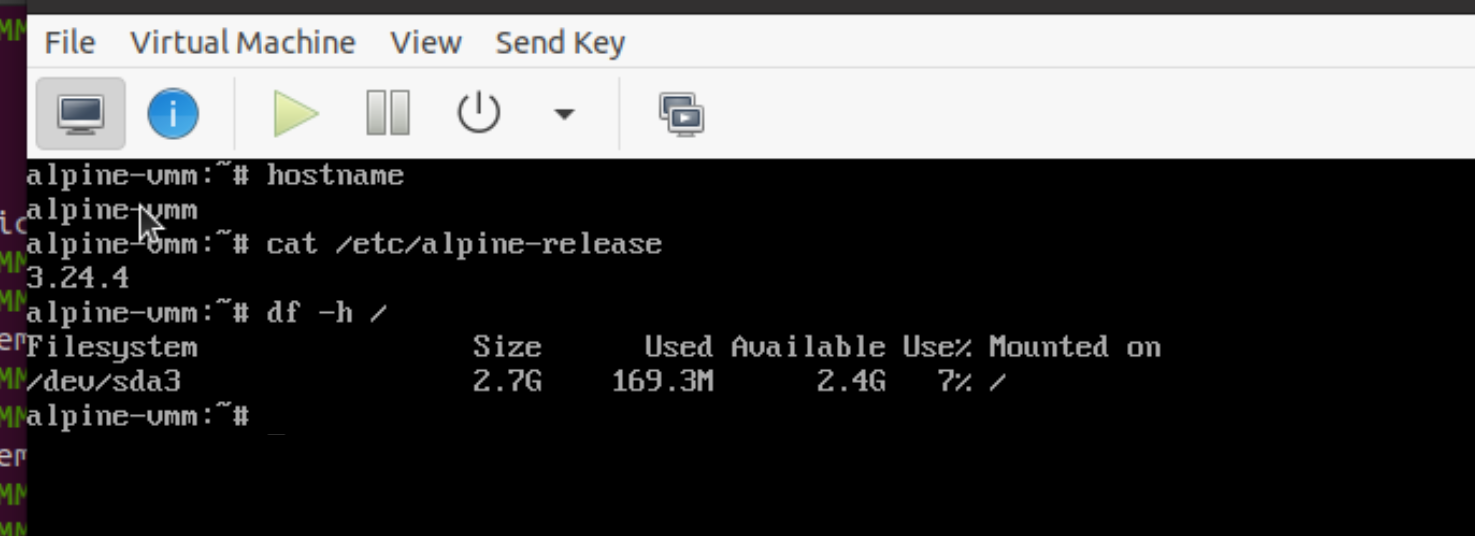 File Virtual Machine View Send Key
alpine-vmm:~# hostname
alpine-vmm
alpine-vmm:~# cat /etc/alpine-release
3.24.4
alpine-vmm:~# df -h /
Filesystem Size Used Available Use% Mounted on
/dev/sda3 2.7G 169.3M 2.4G 7% /
alpine-vmm:~#